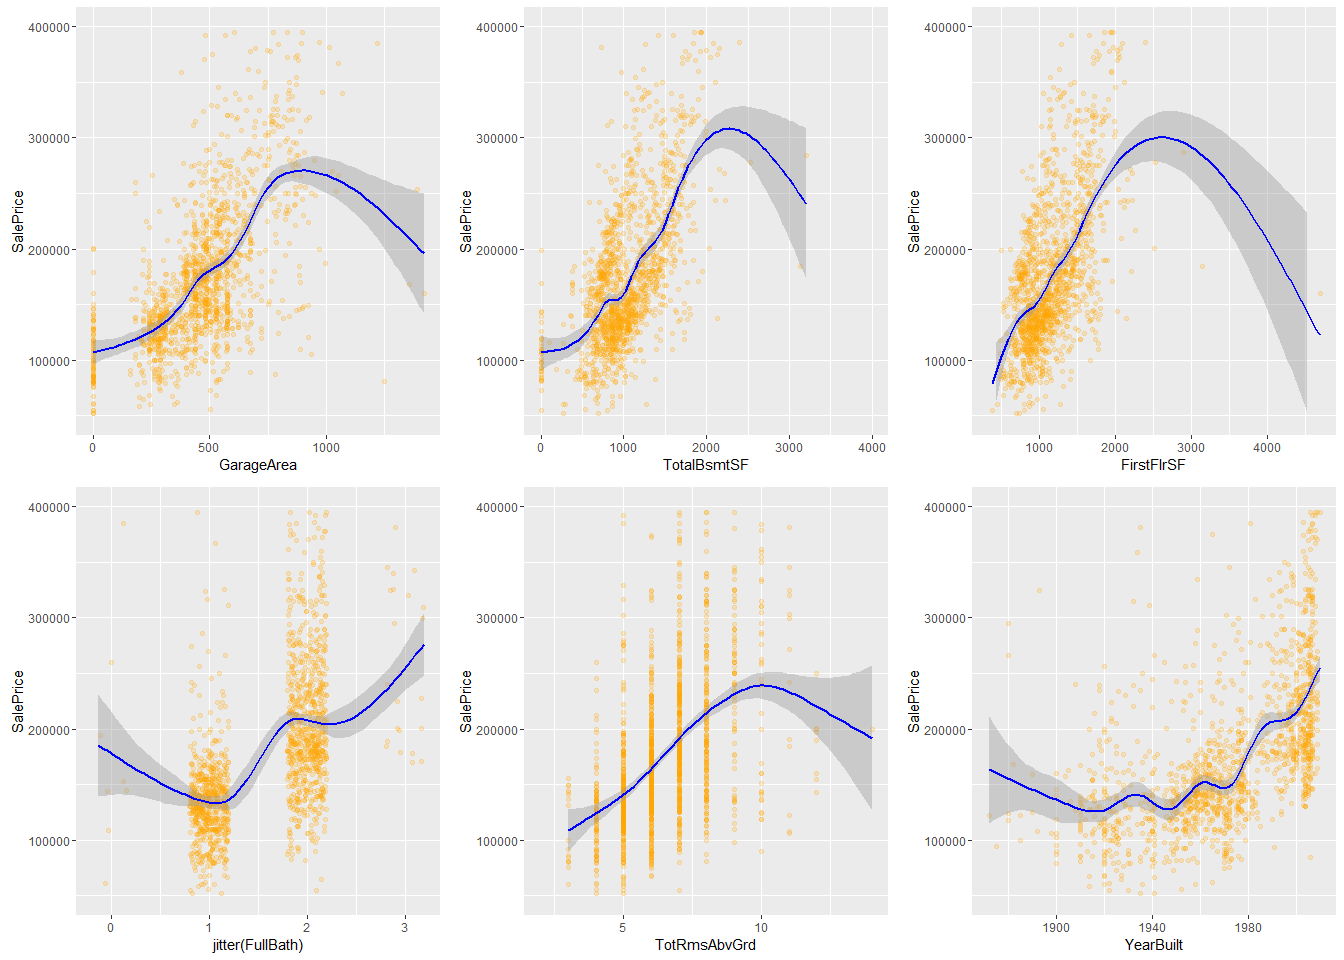 400000
300000
200000
100000
SalePrice
0 500 1000
GarageArea
400000
300000
200000
100000
SalePrice
0 1000 2000 3000 4000
TotalBsmtSF
400000
300000
200000
100000
SalePrice
1000 2000 3000 4000
FirstFlrSF
400000
300000
200000
100000
SalePrice
0 1 2 3
jitter(FullBath)
400000
300000
200000
100000
SalePrice
5 10
TotRmsAbvGrd
400000
300000
200000
100000
SalePrice
1900 1940 1980
YearBuilt